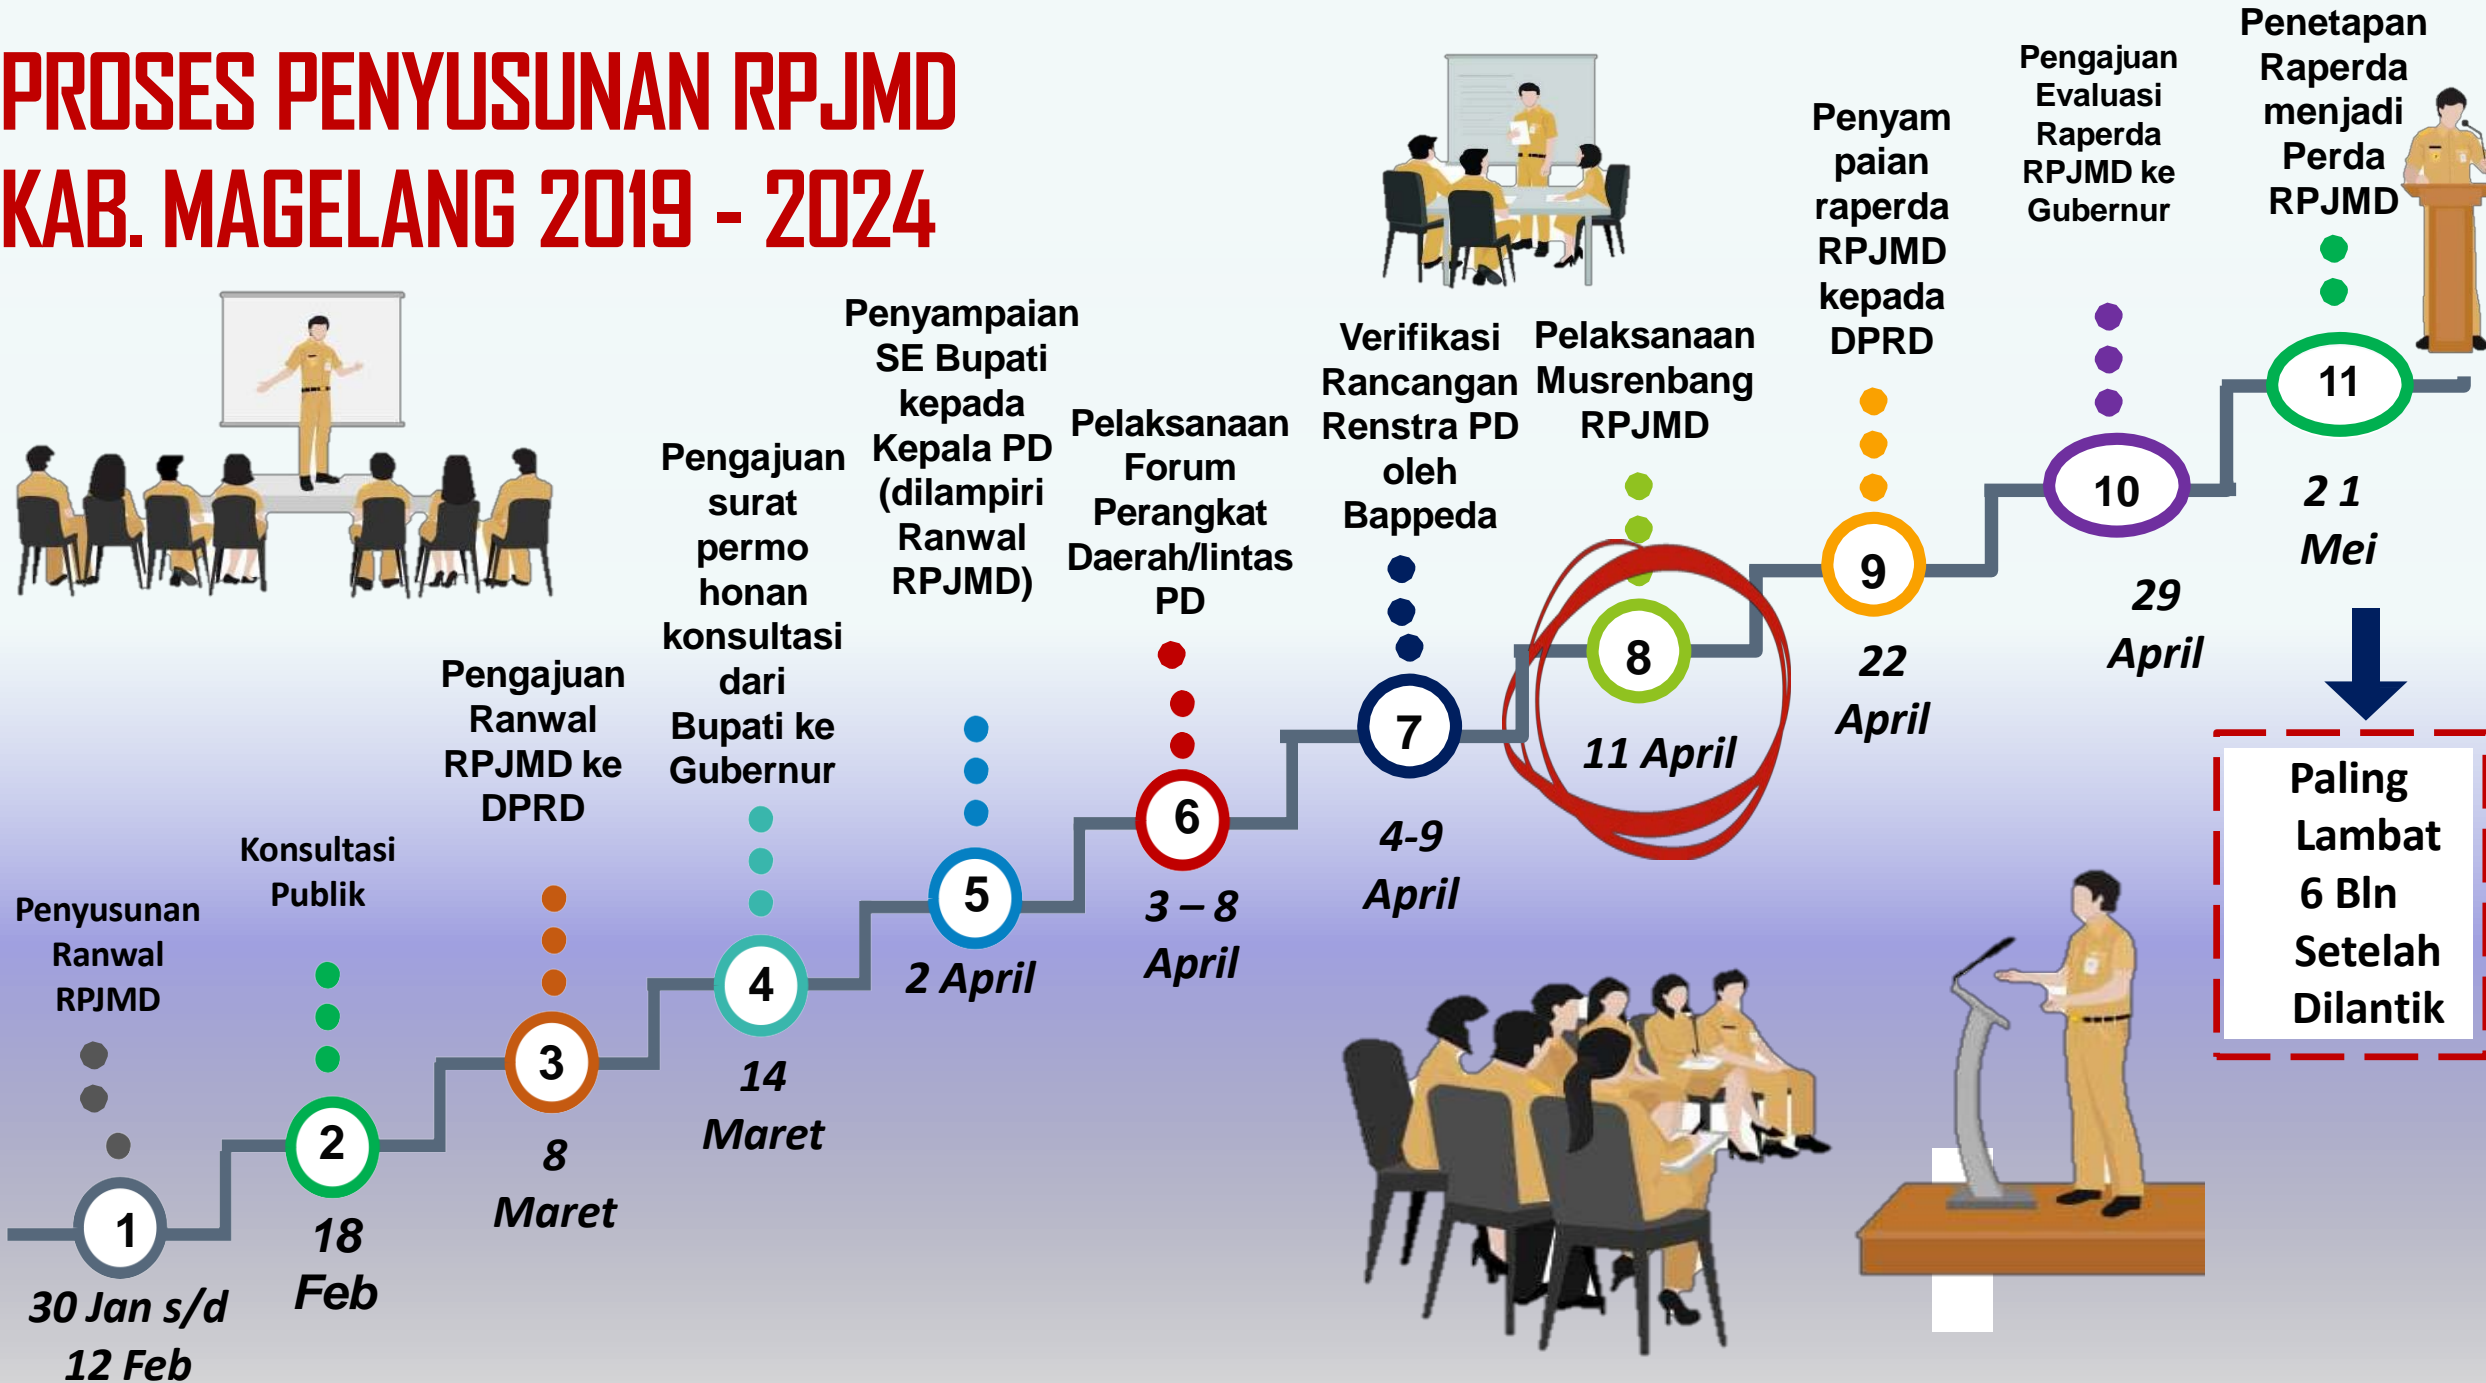 PROSES PENYUSUNAN RPJMD
KAB. MAGELANG 2019 - 2024
Penyusunan
Ranwal
RPJMD
1
30 Jan s/d
12 Feb
Konsultasi
Publik
2
18
Feb
Pengajuan
Ranwal
RPJMD ke
DPRD
3
8
Maret
Pengajuan
surat
permo
honan
konsultasi
dari
Bupati ke
Gubernur
4
14
Maret
Penyampaian
SE Bupati
kepada
Kepala PD
(dilampiri
Ranwal
RPJMD)
5
2 April
Pelaksanaan
Forum
Perangkat
Daerah/lintas
PD
6
3 – 8
April
Verifikasi
Rancangan
Renstra PD
oleh
Bappeda
7
4-9
April
Pelaksanaan
Musrenbang
RPJMD
8
11 April
Penyam
paian
raperda
RPJMD
kepada
DPRD
9
22
April
Pengajuan
Evaluasi
Raperda
RPJMD ke
Gubernur
10
29
April
Penetapan
Raperda
menjadi
Perda
RPJMD
11
2 1
Mei
Paling
Lambat
6 Bln
Setelah
Dilantik